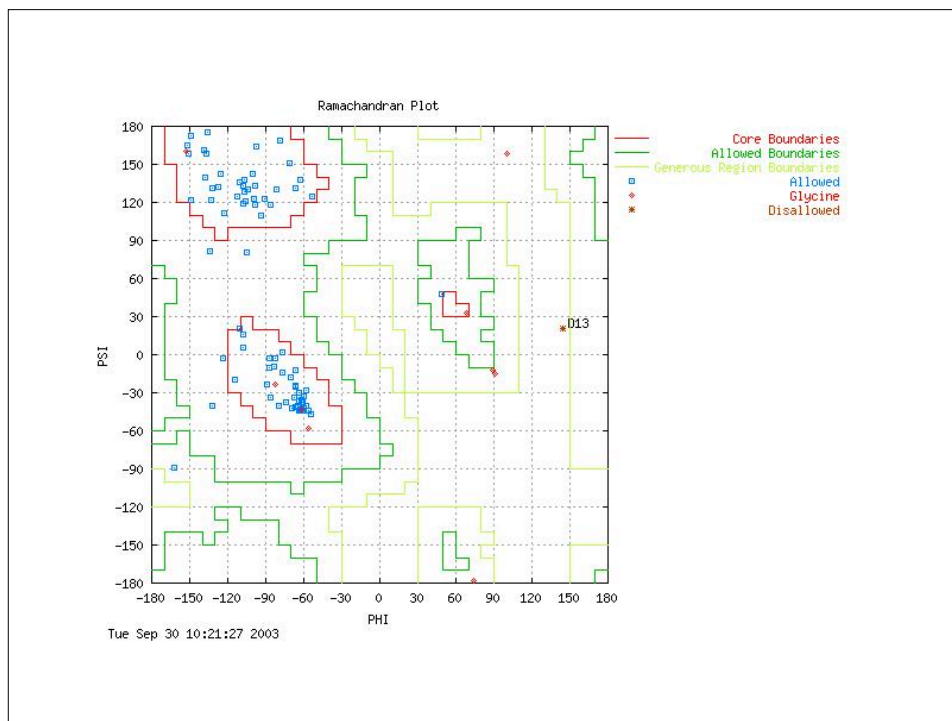 Ramachandran Plot
180
150
120
90
60
30
0
-30
-60
-90
-120
-150
-180
PSI
-180 -150 -120 -90 -60 -30 0 30 60 90 120 150 180
PHI
Core Boundaries
Allowed Boundaries
Generous Region Boundaries
Allowed
Glycine
Disallowed
D13
Tue Sep 30 10:21:27 2003